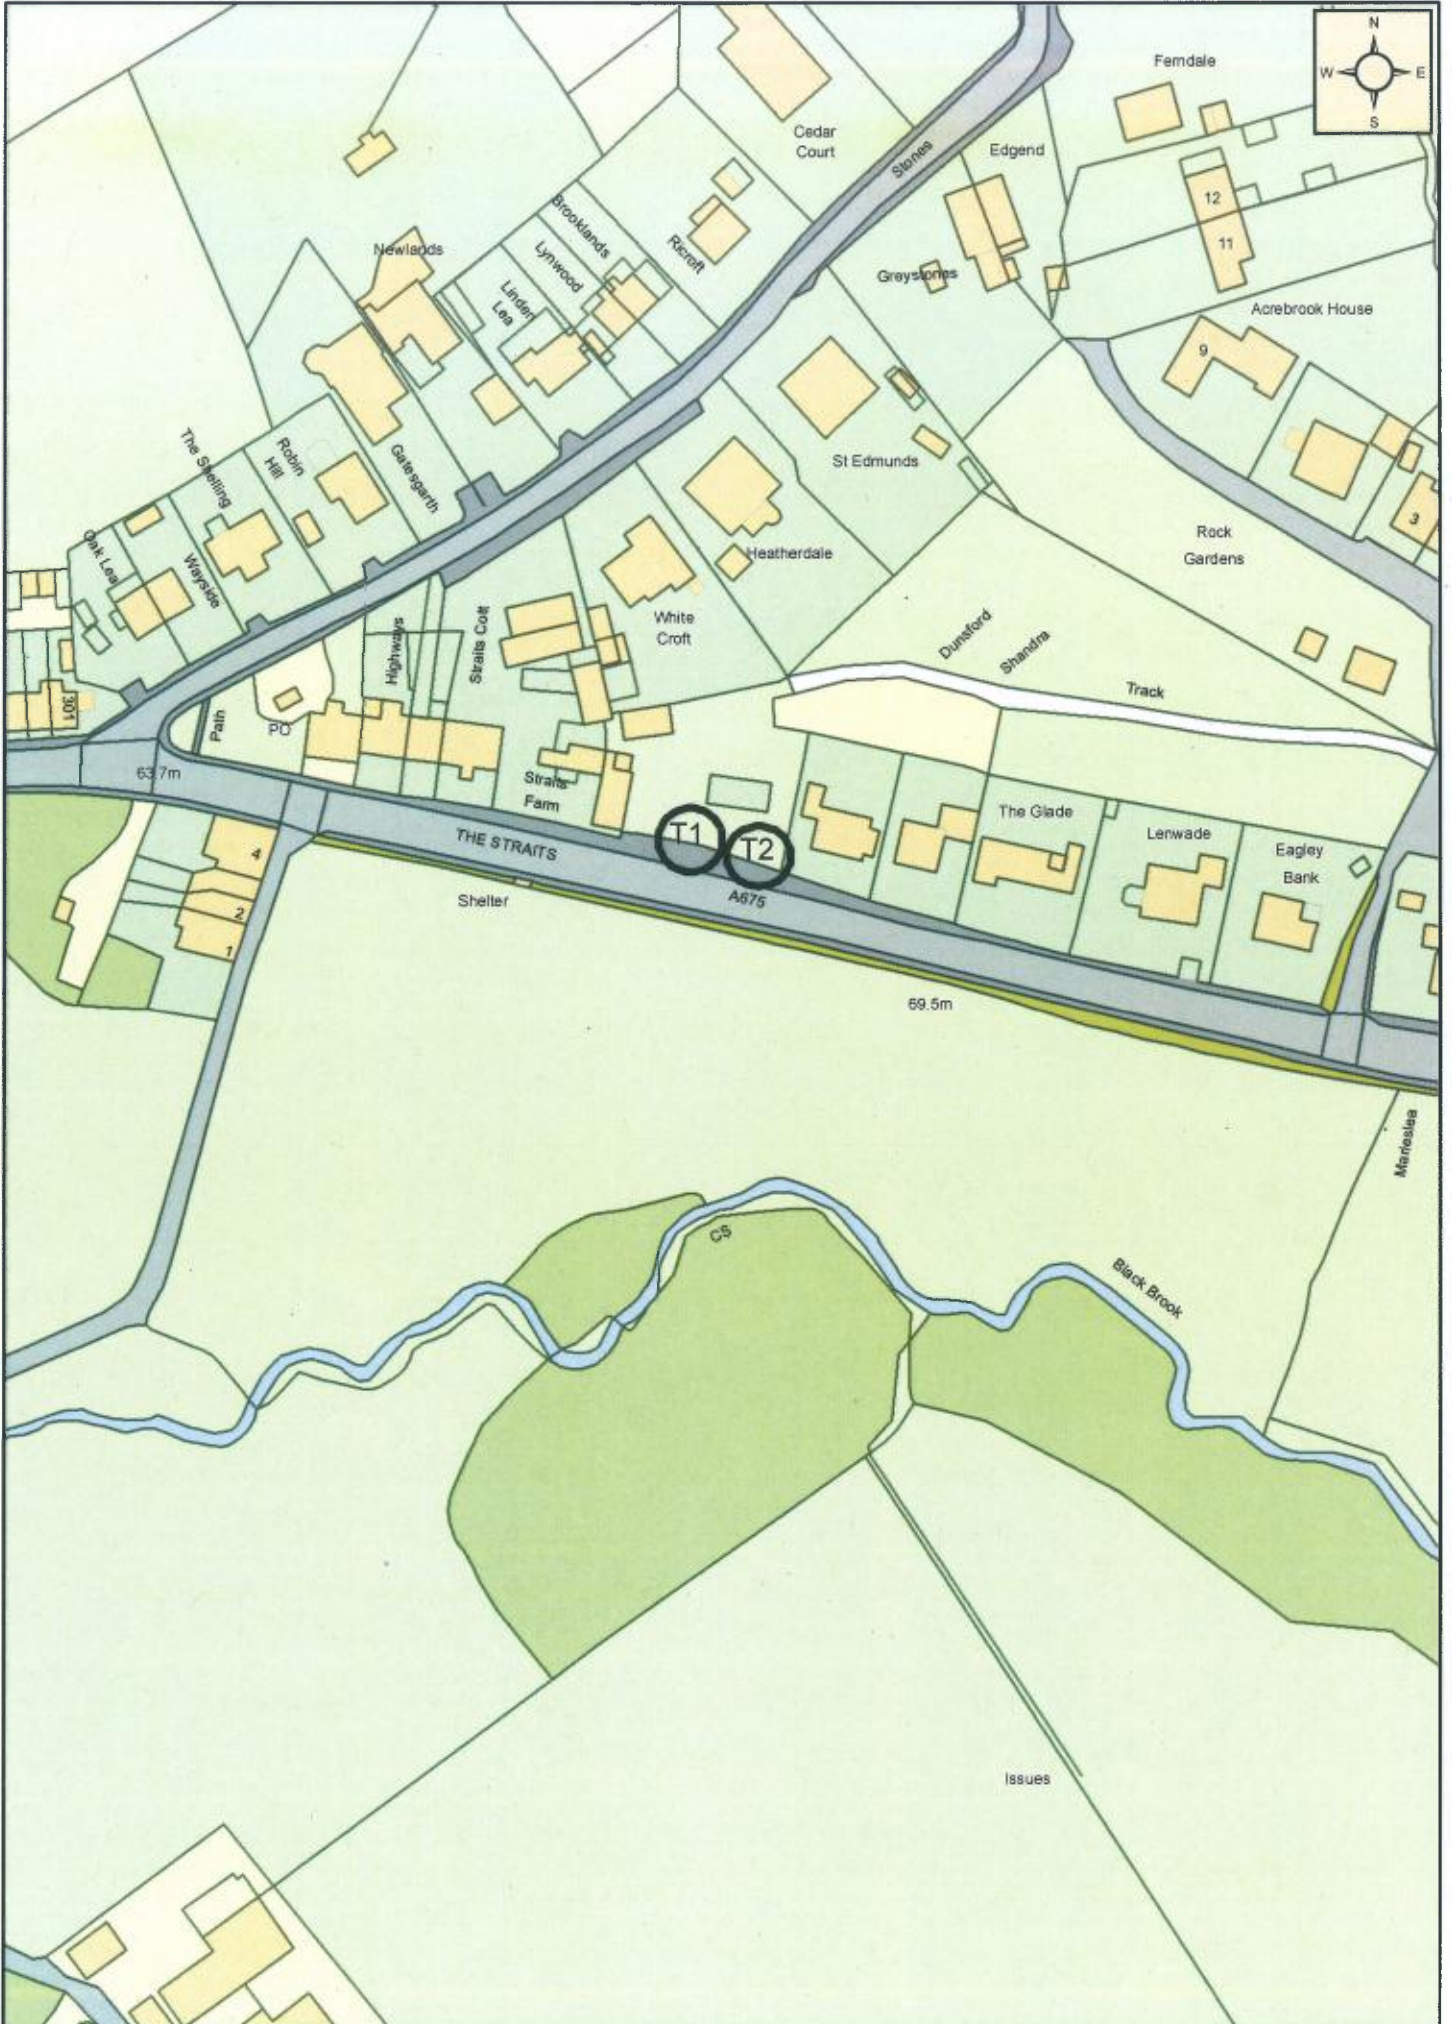 N
W
E
S
Ferndale
Cedar
Court
Stones
Edgend
12
11
Newlands
Brooklands
Lynwood
Linden
Lea
Ricroft
Greystones
Acrebrook House
9
3
The Shelling
Robin
Hill
Gatesgarth
St Edmunds
Rock
Gardens
Oak Lea
Wayside
Heatherdale
White
Croft
Highways
Straits Cott
Dunsford
Shandra
Track
301
Path
PO
63.7m
Straits
Farm
The Glade
Lenwade
Eagley
Bank
T1
T2
THE STRAITS
A675
Shelter
4
2
1
69.5m
Marieslea
CS
Black Brook
Issues